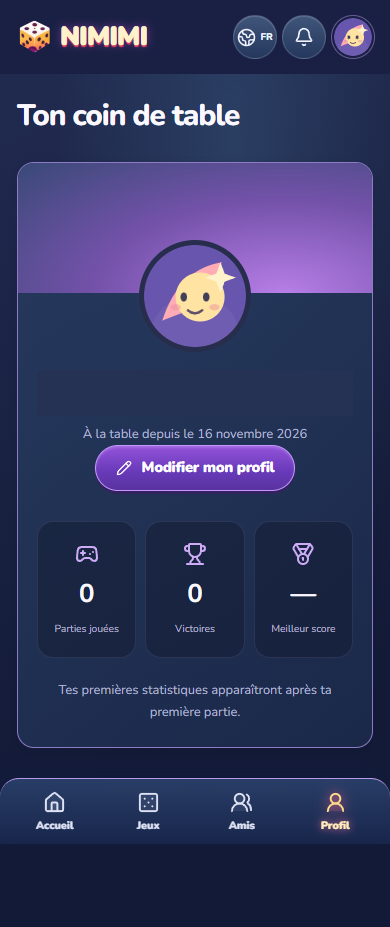 NIMIMI
FR
Ton coin de table
À la table depuis le 16 novembre 2026
Modifier mon profil
0
0
—
Parties jouées
Victoires
Meilleur score
Tes premières statistiques apparaîtront après ta
première partie.
Accueil
Jeux
Amis
Profil